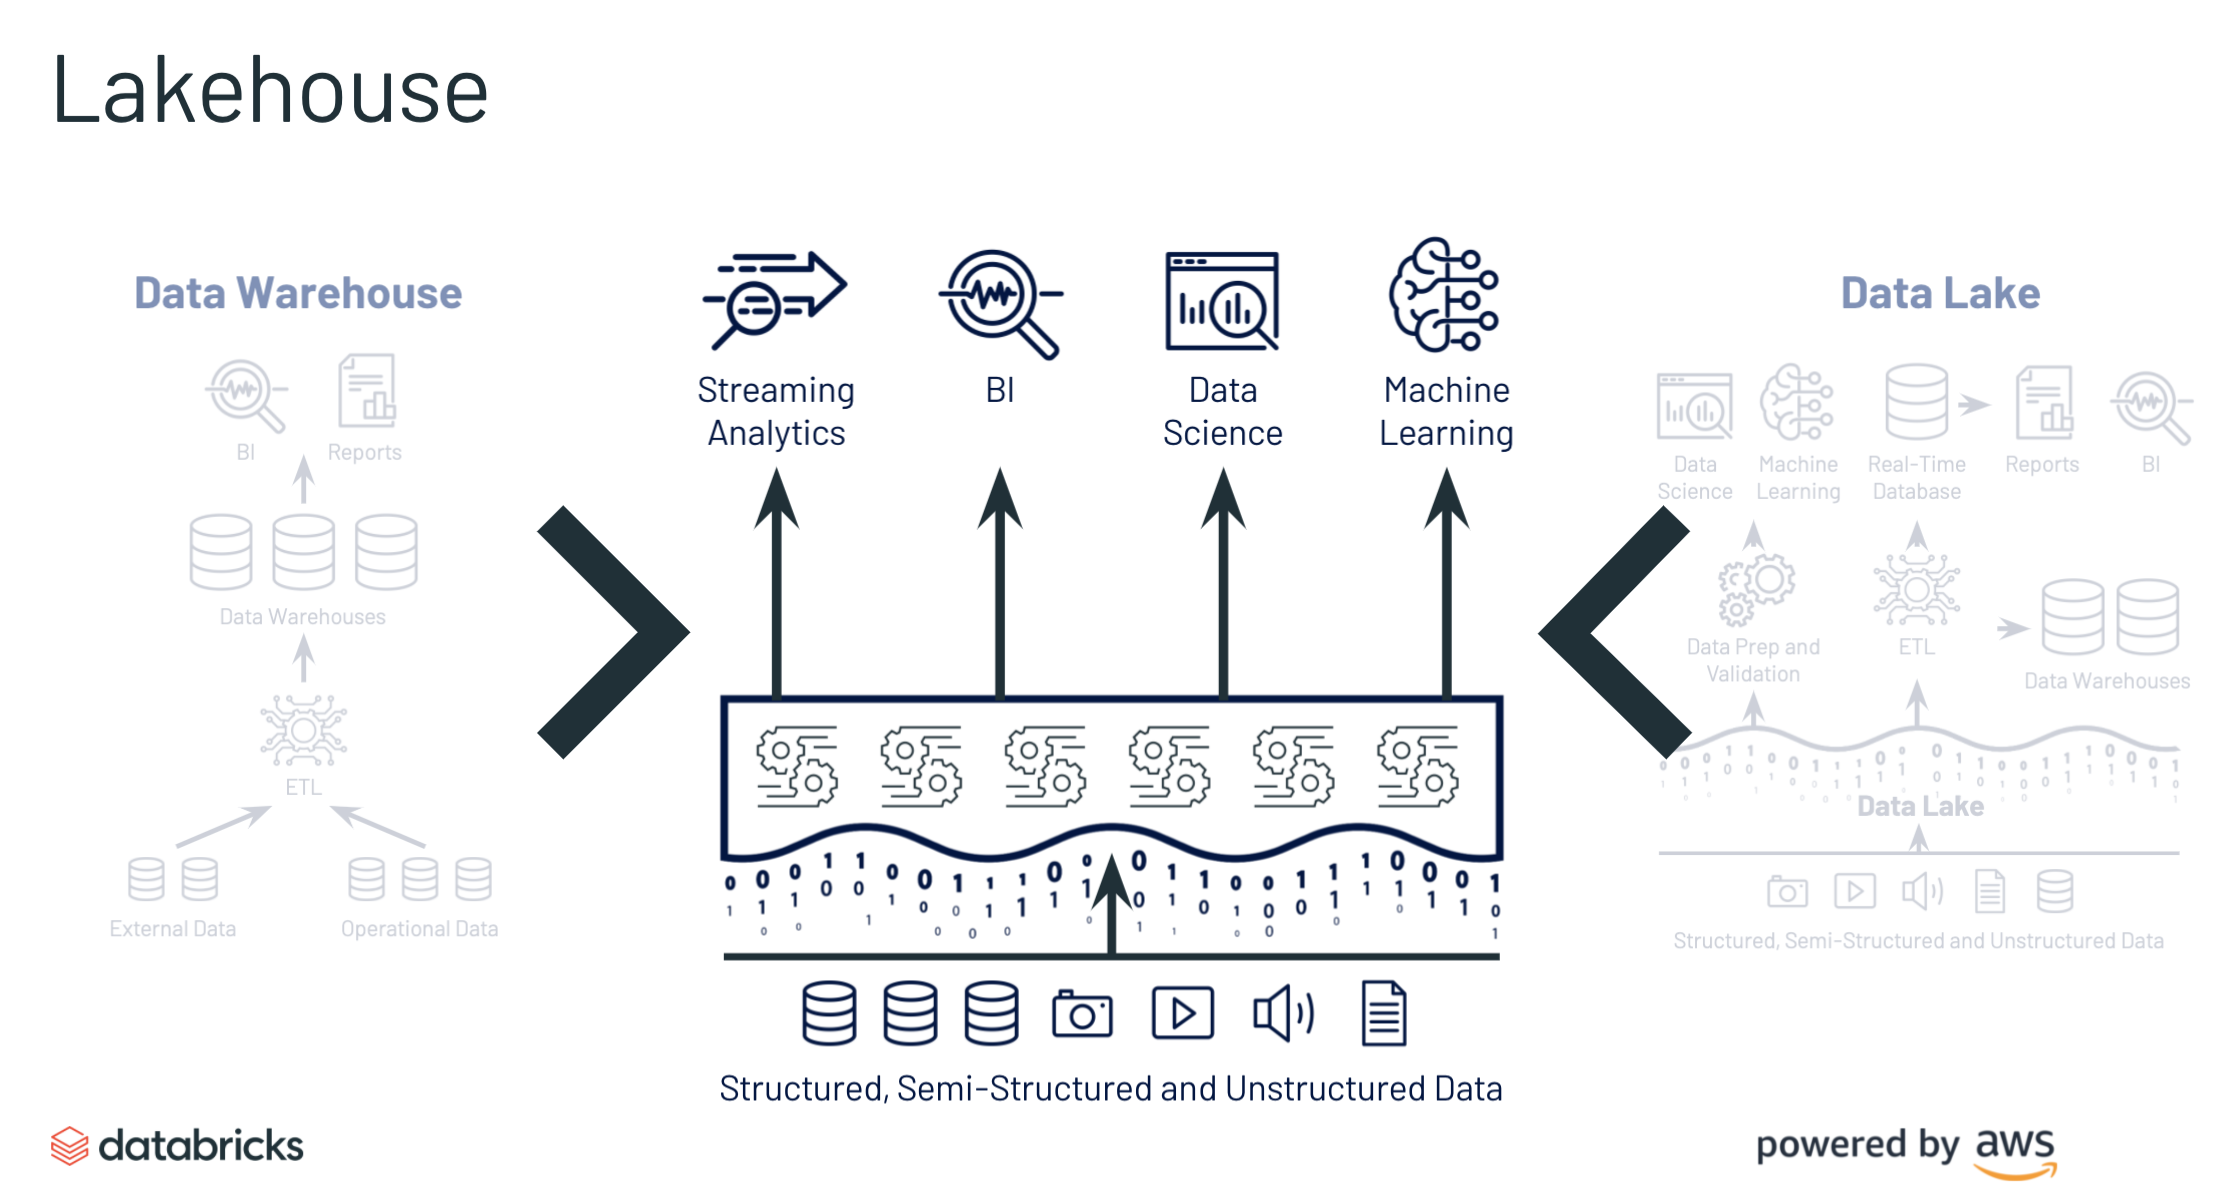 Lakehouse
Data Warehouse
BI
Reports
Data Warehouses
ETL
External Data
Operational Data
Streaming
Analytics
BI
Data
Science
Machine
Learning
Structured, Semi-Structured and Unstructured Data
Data Lake
Data
Science
Machine
Learning
Real-Time
Database
Reports
BI
Data Prep and
Validation
ETL
Data Warehouses
Data Lake
Structured, Semi-Structured and Unstructured Data
databricks
powered by aws